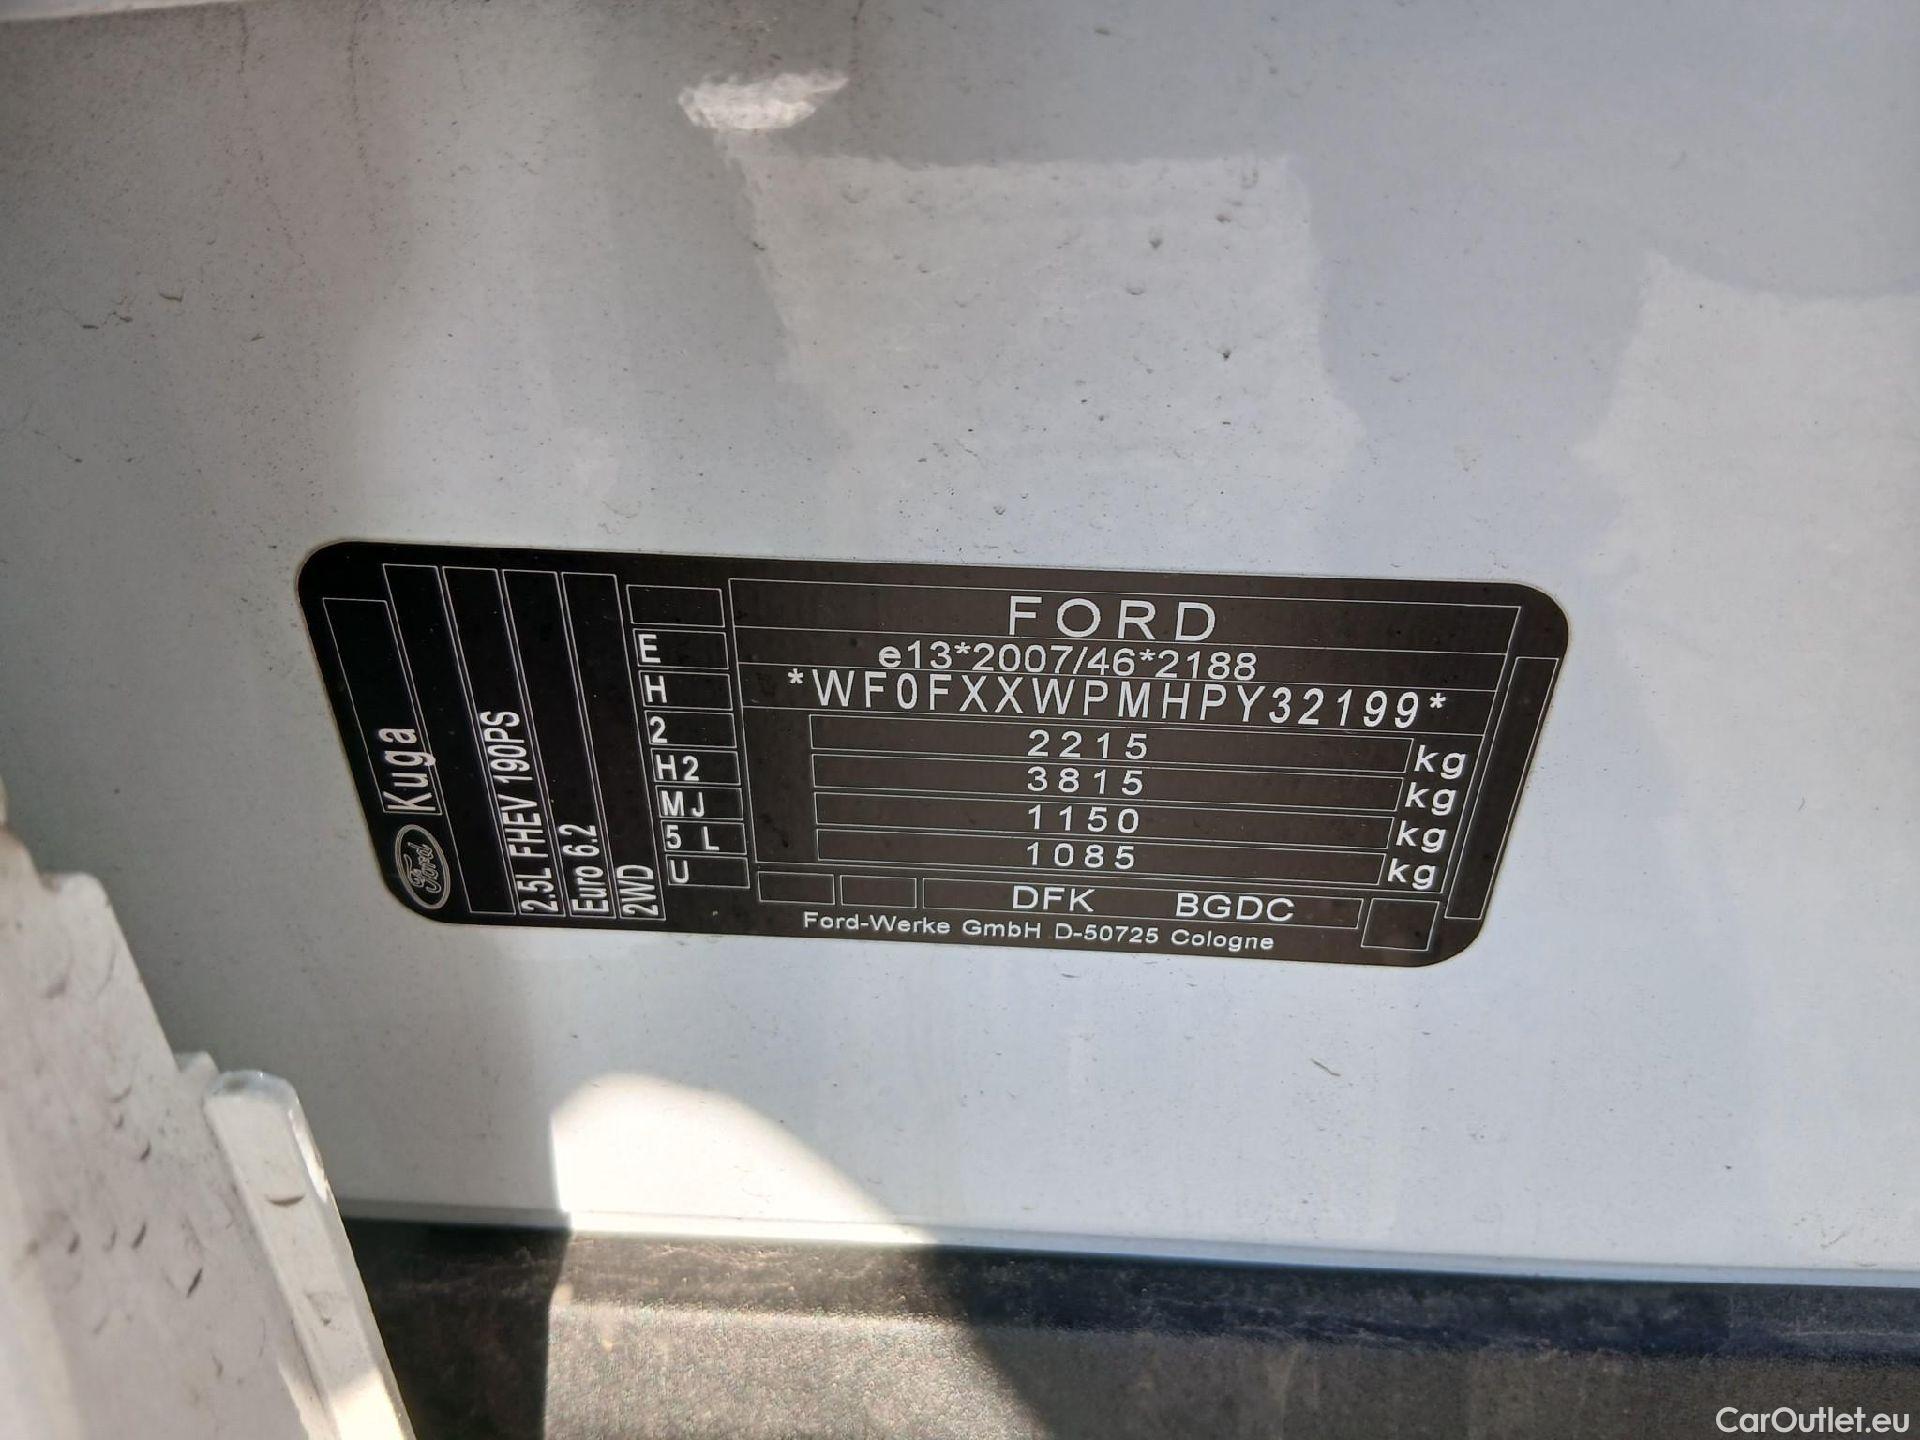 FORD
e13*2007/46*2188
*WF0FXXWPMHPY32199*
2215 kg
3815 kg
1150 kg
1085 kg
DFK BGDC
Ford-Werke GmbH D-50725 Cologne
E
H
2
H2
MJ
5 L
U
2WD
Euro 6.2
2.5L FHEV 190PS
Ford Kuga
CarOutlet.eu